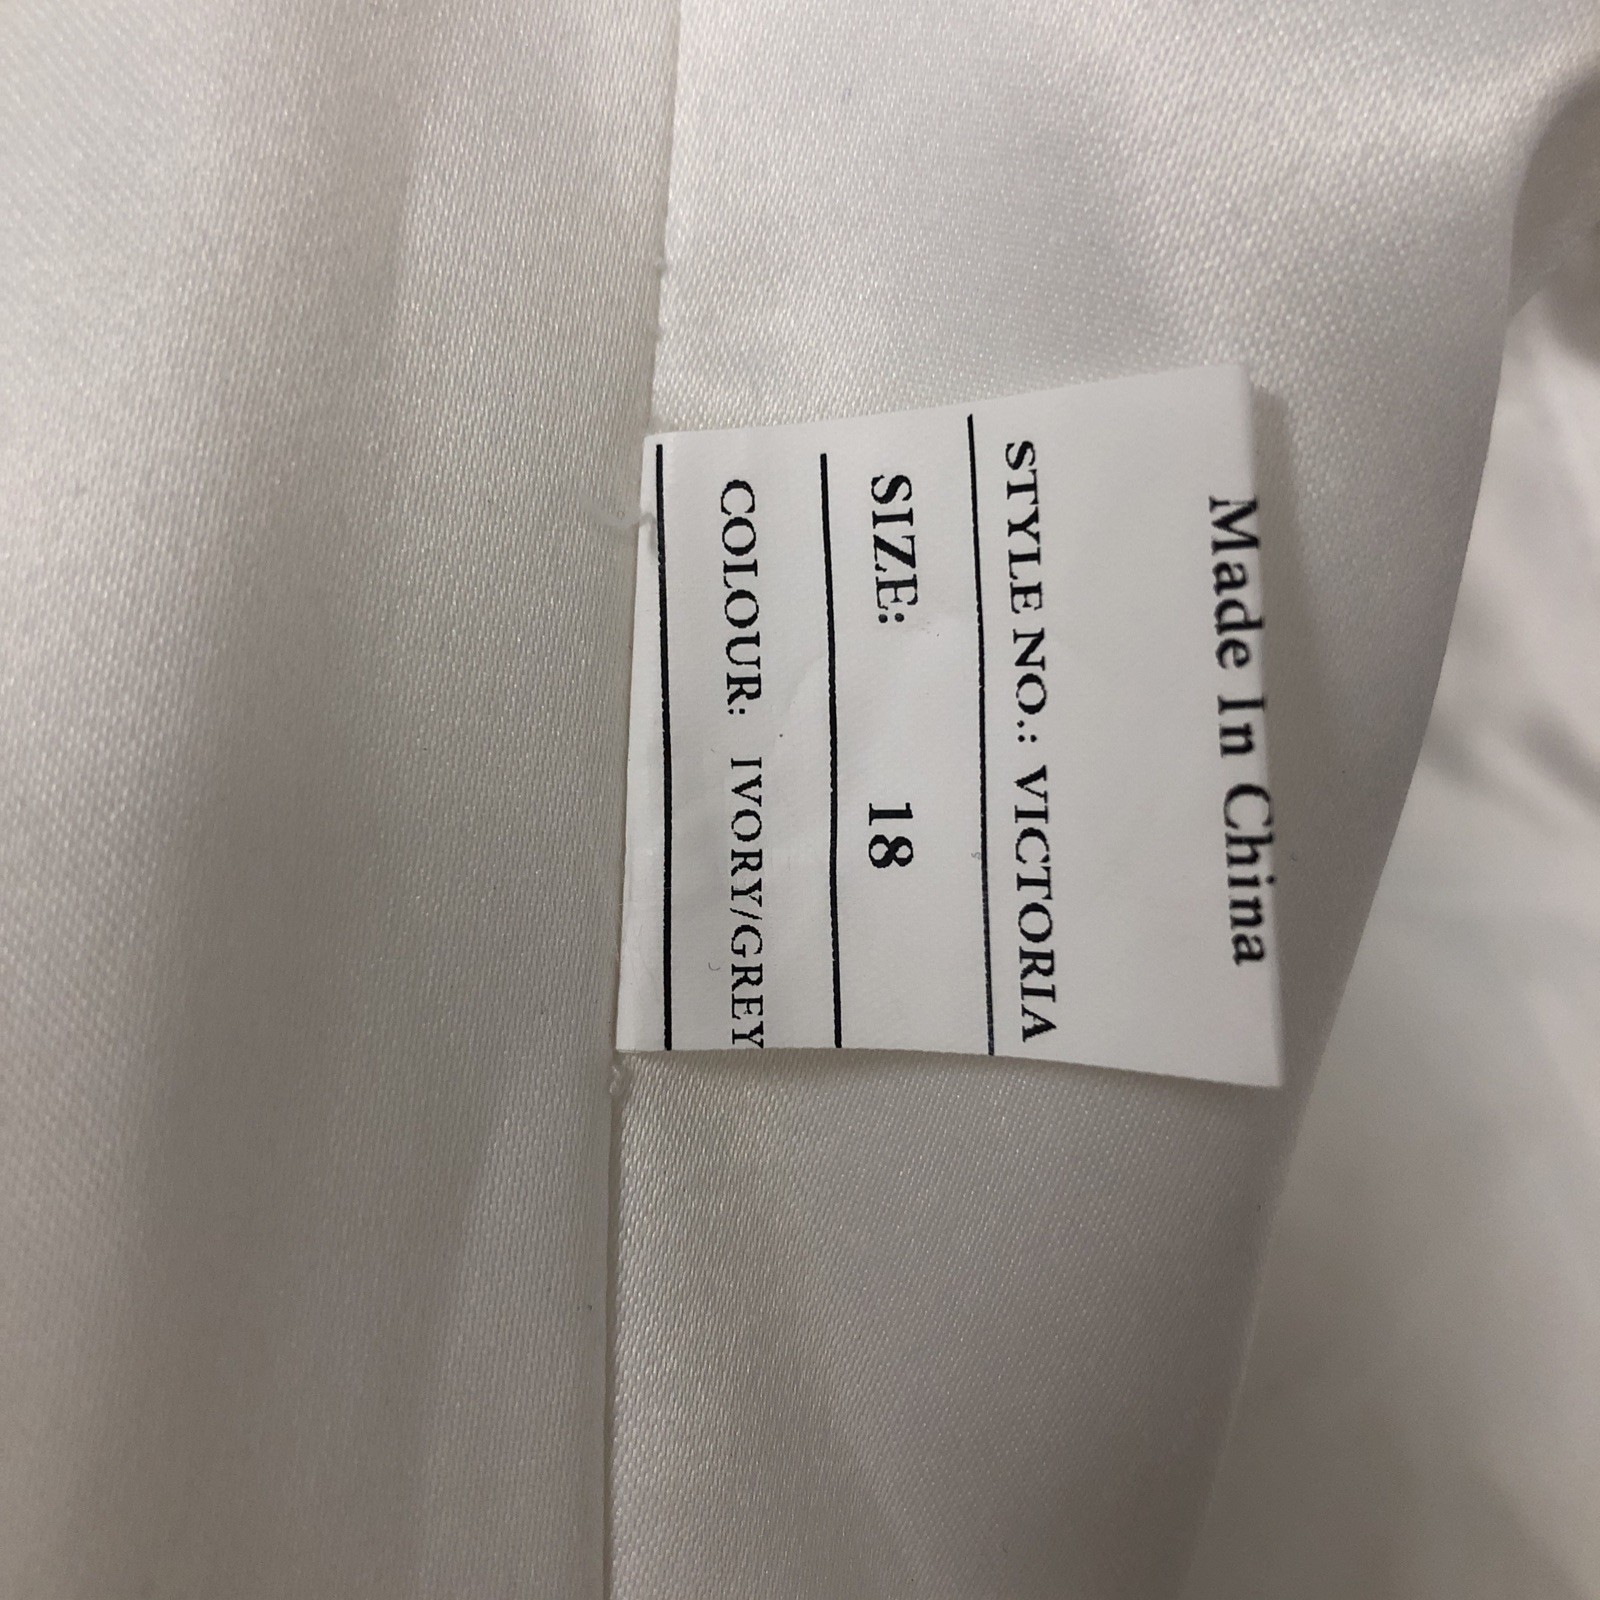 Made In China
STYLE NO.: VICTORIA
SIZE: 18
COLOUR: IVORY/GREY